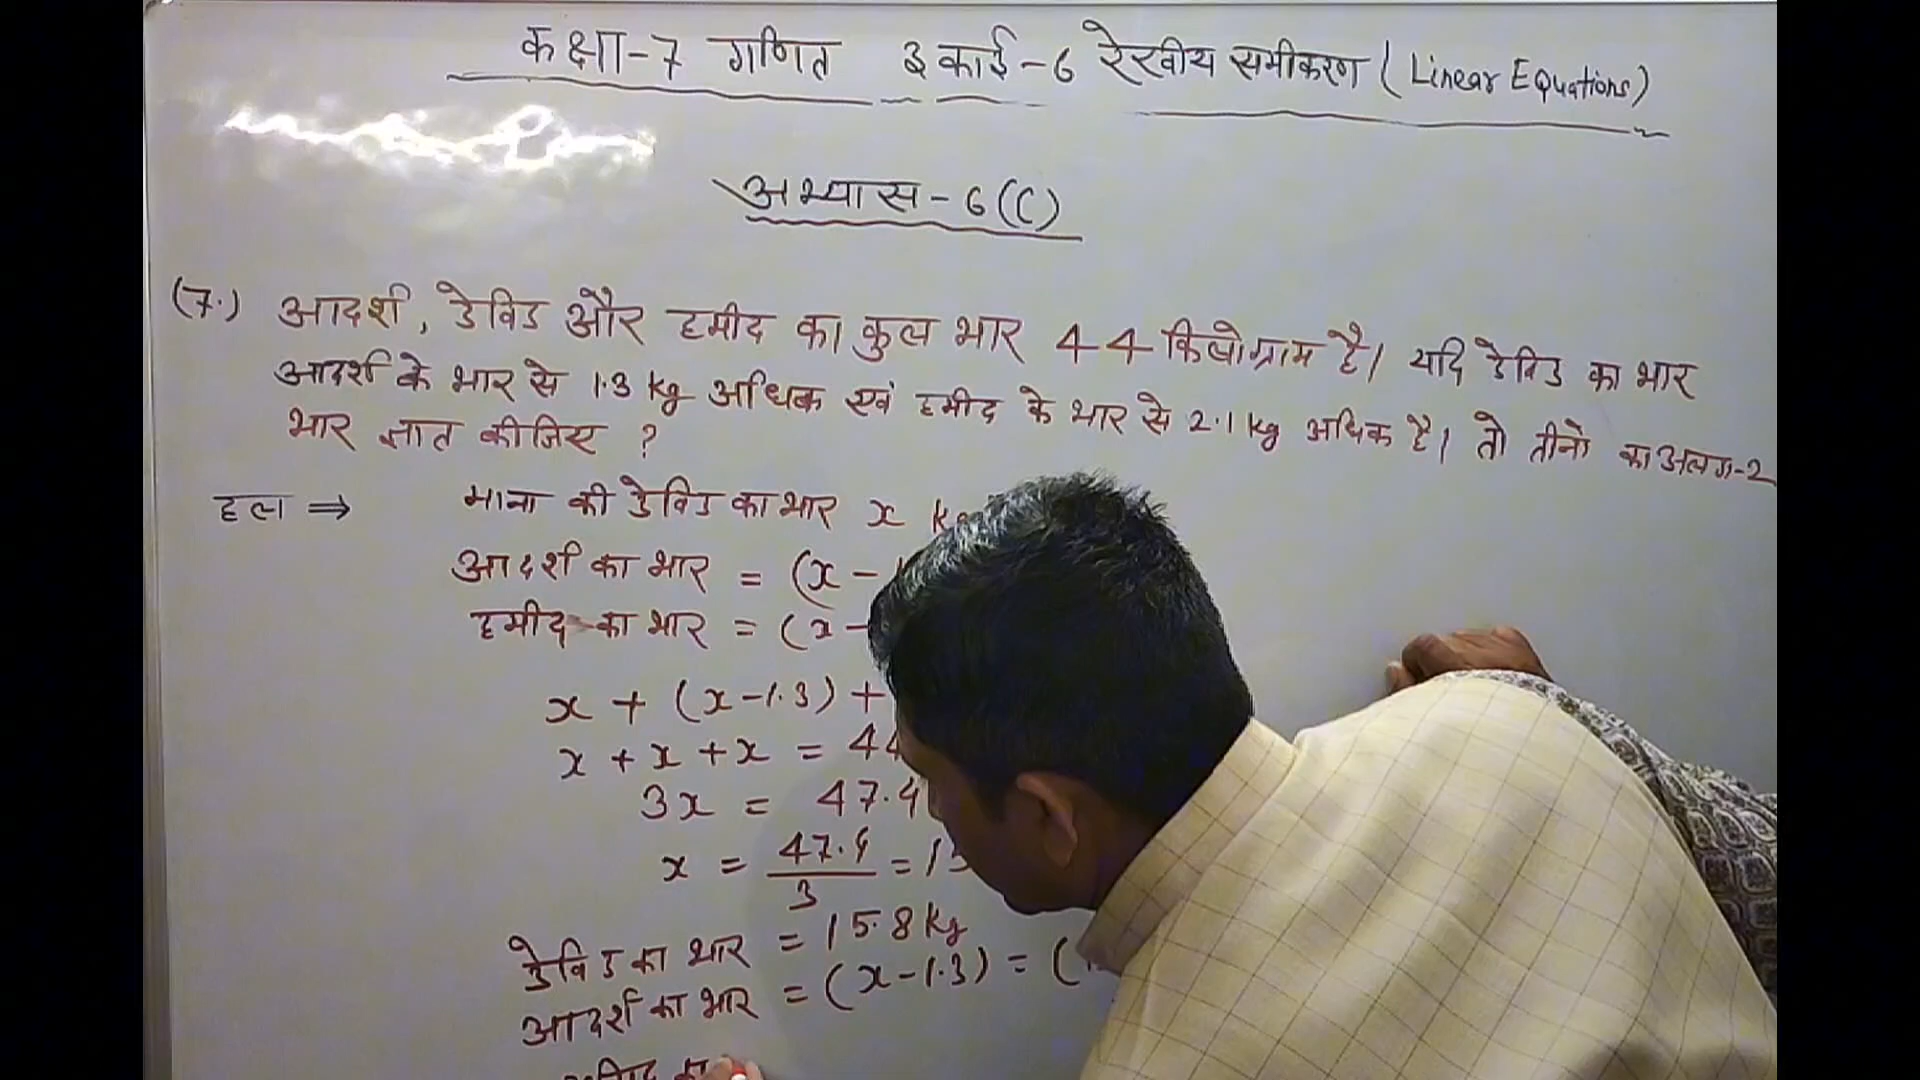 कक्षा-7 गणित इकाई-6 रेखीय समीकरण (Linear Equations)
अभ्यास-6(C)
(7.) आदर्श, डेविड और हमीद का कुल भार 44 किलोग्राम है। यदि डेविड का भार
आदर्श के भार से 1.3 kg अधिक एवं हमीद के भार से 2.1 kg अधिक है। तो तीनो का अलग-2
भार ज्ञात कीजिए ?
हल ⇒ माना की डेविड का भार x
आदर्श का भार = (x -
हमीद का भार = (x -
x + (x-1.3) +
x + x + x = 44
3x = 47.4
x = 47.4/3 = 15
डेविड का भार = 15.8 kg
आदर्श का भार = (x-1.3) = (